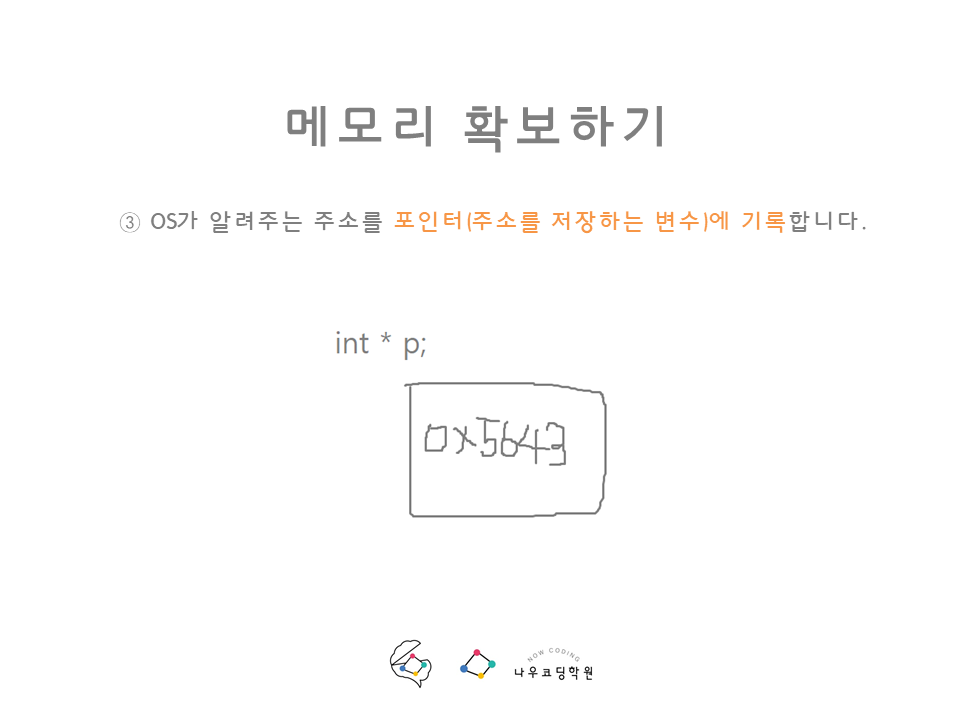 메모리 확보하기
③ OS가 알려주는 주소를 포인터(주소를 저장하는 변수)에 기록합니다.
int * p;
0x5643
NOW CODING
나우코딩학원